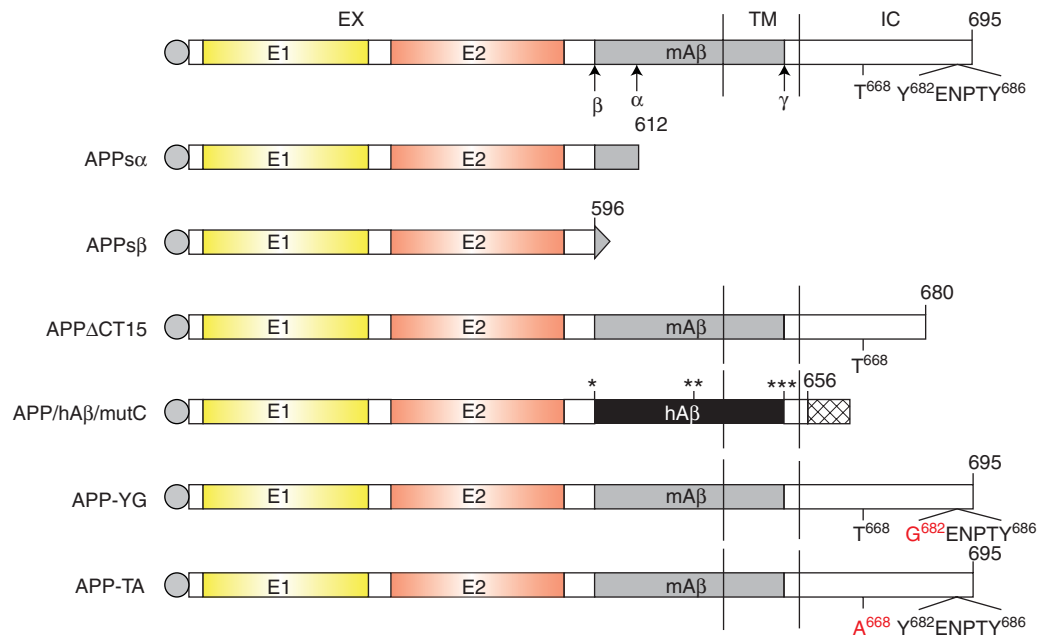 EX TM IC 695
E1 E2 mAβ
β α γ T668 Y682ENPTY686
612
APPsα E1 E2
596
APPsβ E1 E2
680
APPΔCT15 E1 E2 mAβ
T668
* ** *** 656
APP/hAβ/mutC E1 E2 hAβ
695
APP-YG E1 E2 mAβ
T668 G682ENPTY686
695
APP-TA E1 E2 mAβ
A668 Y682ENPTY686